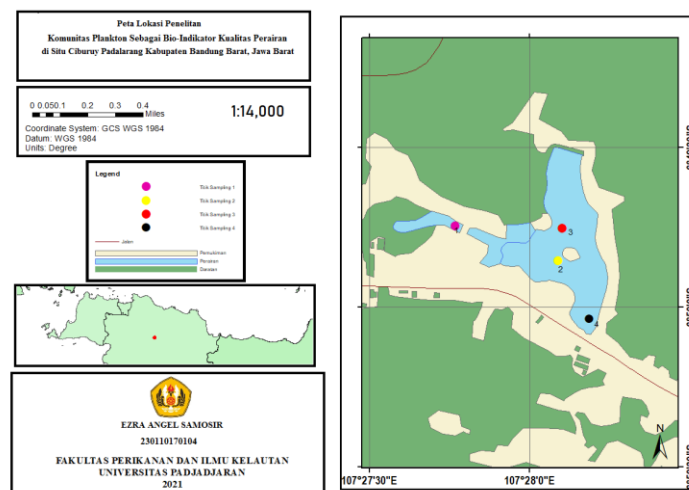 Peta Lokasi Penelitan
Komunitas Plankton Sebagai Bio-Indikator Kualitas Perairan
di Situ Ciburuy Padalarang Kabupaten Bandung Barat, Jawa Barat
0 0.050.1 0.2 0.3 0.4
Miles
1:14,000
Coordinate System: GCS WGS 1984
Datum: WGS 1984
Units: Degree
Legend
Titik Sampling 1
Titik Sampling 2
Titik Sampling 3
Titik Sampling 4
Jalan
Pemukiman
Perairan
Daratan
EZRA ANGEL SAMOSIR
230110170104
FAKULTAS PERIKANAN DAN ILMU KELAUTAN
UNIVERSITAS PADJADJARAN
2021
3
2
4
N
107°27'30"E
107°28'0"E